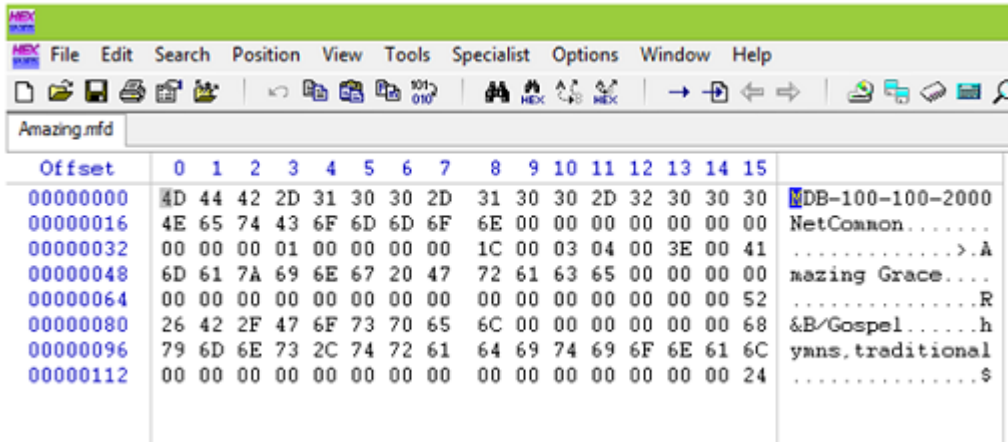 HEX
HEX File Edit Search Position View Tools Specialist Options Window Help
101 010 HEX HEX
Amazing.mfd
Offset 0 1 2 3 4 5 6 7 8 9 10 11 12 13 14 15
00000000 4D 44 42 2D 31 30 30 2D 31 30 30 2D 32 30 30 30 MDB-100-100-2000
00000016 4E 65 74 43 6F 6D 6D 6F 6E 00 00 00 00 00 00 00 NetCommon.......
00000032 00 00 00 01 00 00 00 00 1C 00 03 04 00 3E 00 41 .............>.A
00000048 6D 61 7A 69 6E 67 20 47 72 61 63 65 00 00 00 00 mazing Grace....
00000064 00 00 00 00 00 00 00 00 00 00 00 00 00 00 00 52 ...............R
00000080 26 42 2F 47 6F 73 70 65 6C 00 00 00 00 00 00 68 &B/Gospel......h
00000096 79 6D 6E 73 2C 74 72 61 64 69 74 69 6F 6E 61 6C ymns,traditional
00000112 00 00 00 00 00 00 00 00 00 00 00 00 00 00 00 24 ...............$